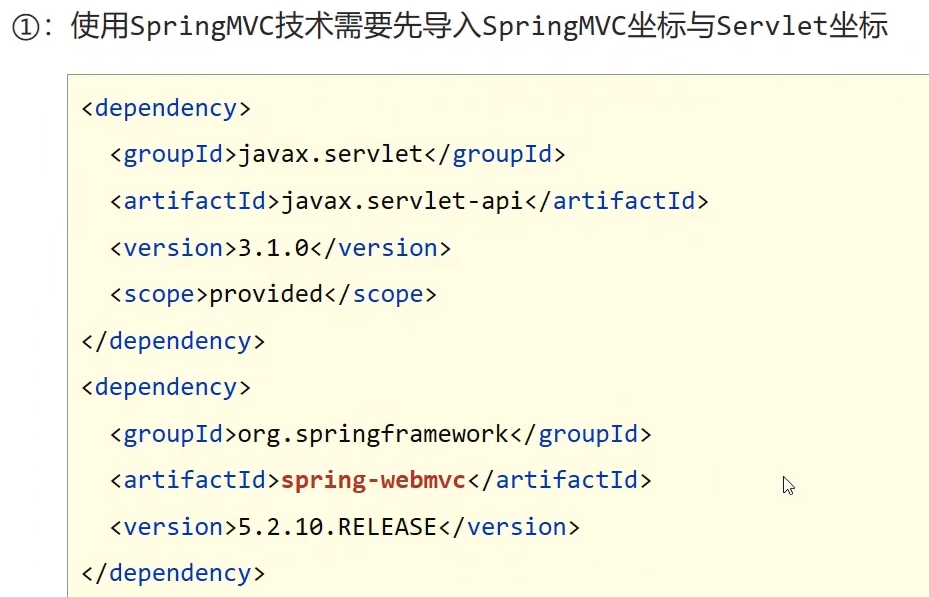 ①：使用SpringMVC技术需要先导入SpringMVC坐标与Servlet坐标
<dependency>
<groupId>javax.servlet</groupId>
<artifactId>javax.servlet-api</artifactId>
<version>3.1.0</version>
<scope>provided</scope>
</dependency>
<dependency>
<groupId>org.springframework</groupId>
<artifactId>spring-webmvc</artifactId>
<version>5.2.10.RELEASE</version>
</dependency>